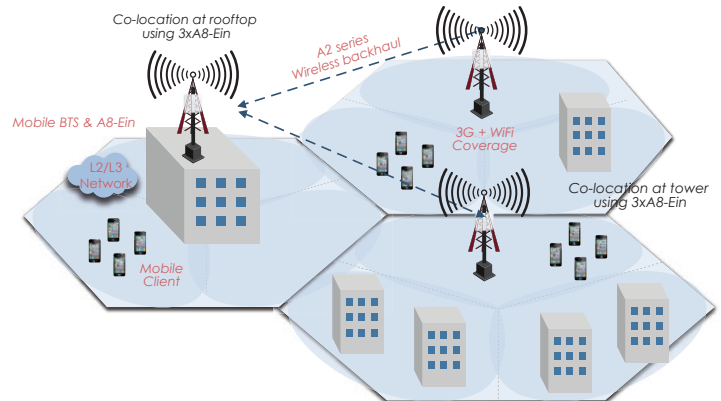 Co-location at rooftop
using 3xA8-Ein
A2 series
Wireless backhaul
Mobile BTS & A8-Ein
3G + WiFi
Coverage
L2/L3
Network
Co-location at tower
using 3xA8-Ein
Mobile
Client